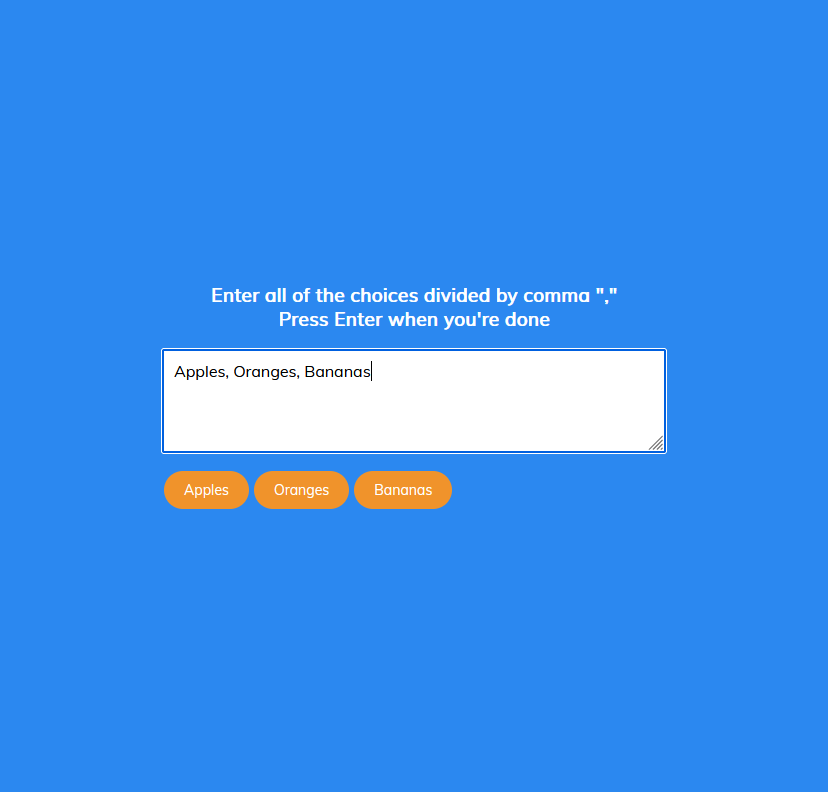 Enter all of the choices divided by comma ","
Press Enter when you're done
Apples, Oranges, Bananas
Apples Oranges Bananas